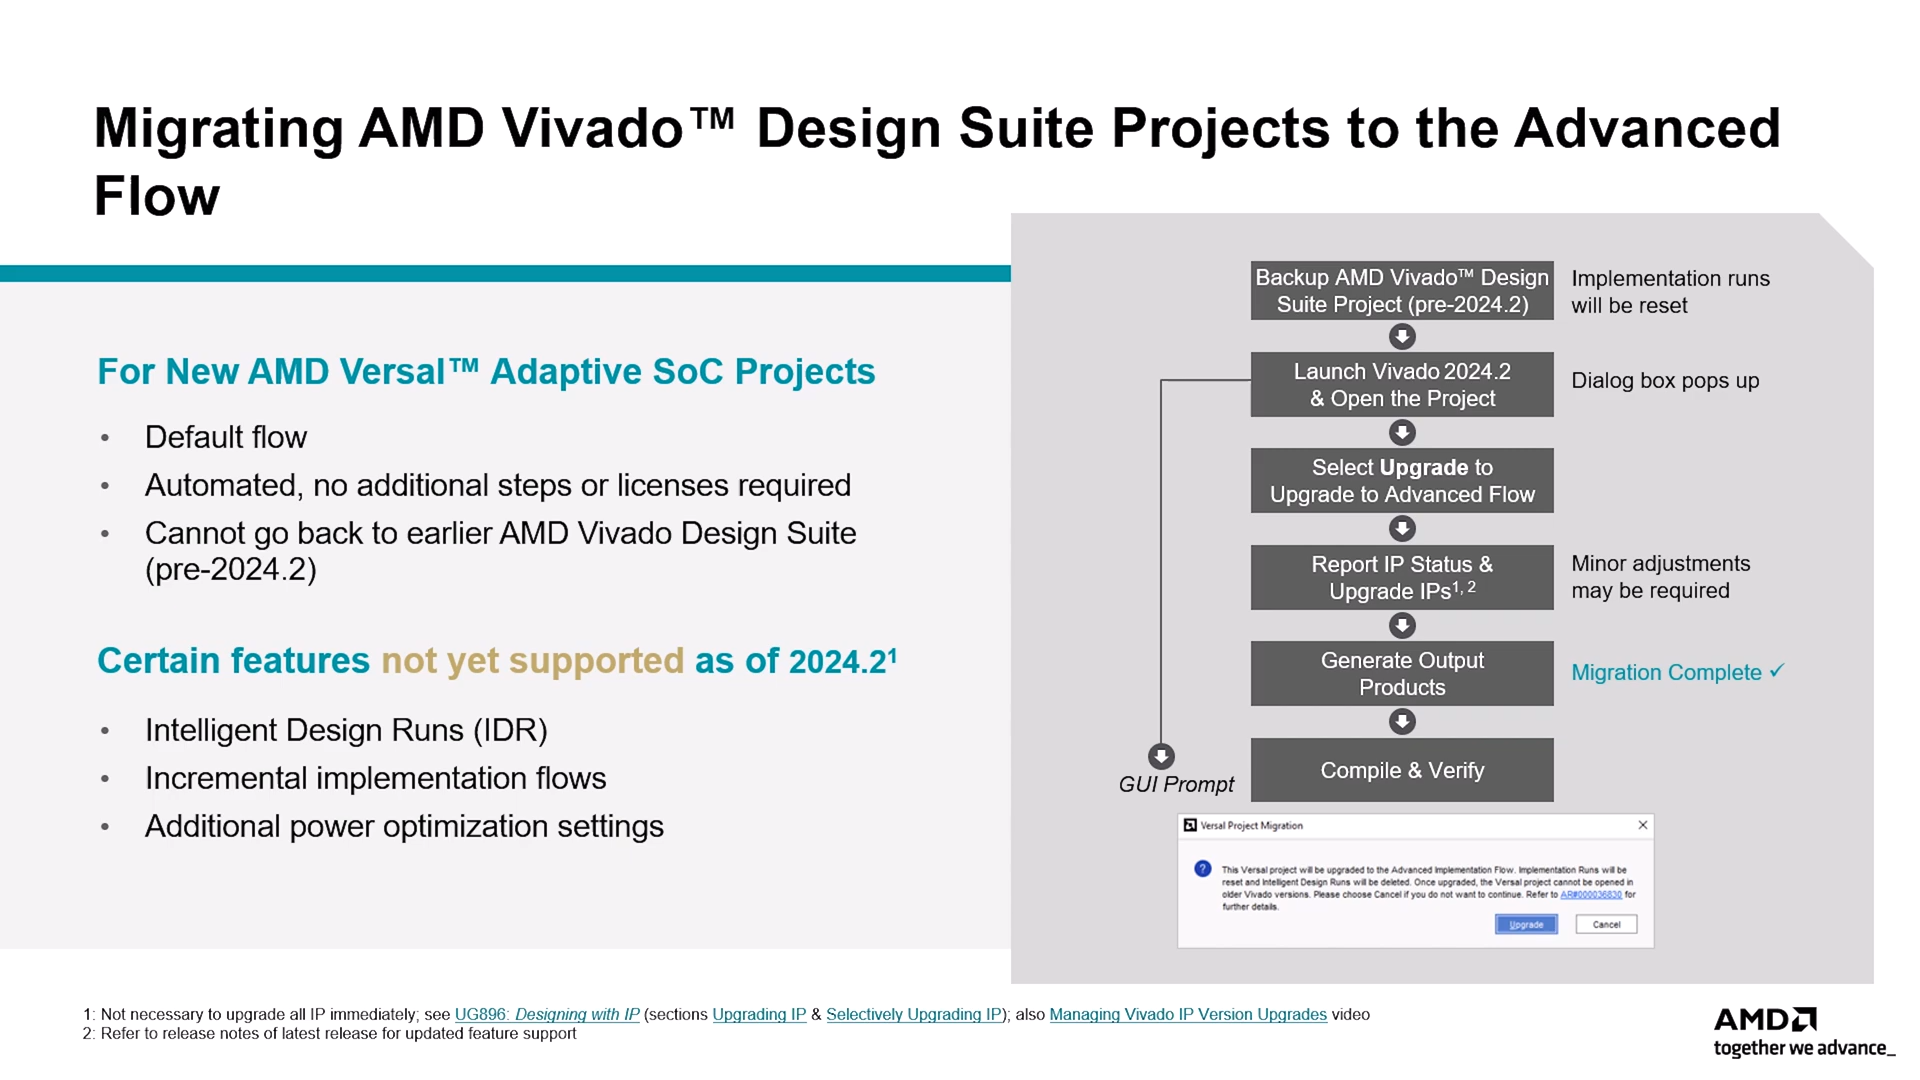 Migrating AMD Vivado™ Design Suite Projects to the Advanced
Flow
For New AMD Versal™ Adaptive SoC Projects
• Default flow
• Automated, no additional steps or licenses required
• Cannot go back to earlier AMD Vivado Design Suite
(pre-2024.2)
Certain features not yet supported as of 2024.2¹
• Intelligent Design Runs (IDR)
• Incremental implementation flows
• Additional power optimization settings
Backup AMD Vivado™ Design
Suite Project (pre-2024.2)
Implementation runs
will be reset
Launch Vivado 2024.2
& Open the Project
Dialog box pops up
Select Upgrade to
Upgrade to Advanced Flow
Report IP Status &
Upgrade IPs¹, ²
Minor adjustments
may be required
Generate Output
Products
Migration Complete ✓
Compile & Verify
GUI Prompt
Versal Project Migration
This Versal project will be upgraded to the Advanced Implementation Flow. Implementation Runs will be
reset and Intelligent Design Runs will be deleted. Once upgraded, the Versal project cannot be opened in
older Vivado versions. Please choose Cancel if you do not want to continue. Refer to AR#000036830 for
further details.
Upgrade
Cancel
1: Not necessary to upgrade all IP immediately; see UG896: Designing with IP (sections Upgrading IP & Selectively Upgrading IP); also Managing Vivado IP Version Upgrades video
2: Refer to release notes of latest release for updated feature support
AMD
together we advance_